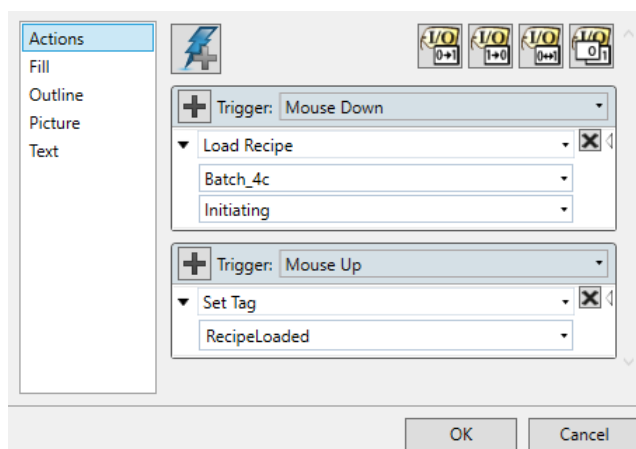 Actions
Fill
Outline
Picture
Text
I/O 0→1
I/O 1→0
I/O 0↔1
I/O 0 1
Trigger: Mouse Down
Load Recipe
Batch_4c
Initiating
Trigger: Mouse Up
Set Tag
RecipeLoaded
OK Cancel